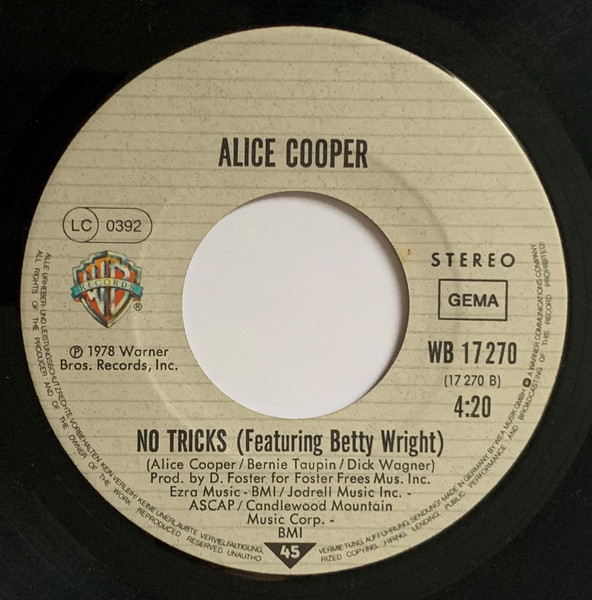 ALICE COOPER
LC 0392
STEREO
GEMA
WB RECORDS ®
℗ 1978 Warner
Bros. Records, Inc.
WB 17 270
(17 270 B)
4:20
NO TRICKS (Featuring Betty Wright)
(Alice Cooper/Bernie Taupin/Dick Wagner)
Prod. by D. Foster for Foster Frees Mus. Inc.
Ezra Music - BMI/Jodrell Music Inc. -
ASCAP/Candlewood Mountain
Music Corp. -
BMI
45
ALLE URHEBER- UND LEISTUNGSSCHUTZRECHTE VORBEHALTEN. KEIN VERLEIH! KEINE UNERLAUBTE VERVIELFÄLTIGUNG, VERMIETUNG, AUFFÜHRUNG, SENDUNG! MADE IN GERMANY BY WEA MUSIK GMBH A WARNER COMMUNICATIONS COMPANY
ALL RIGHTS OF THE PRODUCER AND OF THE OWNER OF THE WORK REPRODUCED RESERVED. UNAUTHORIZED COPYING, HIRING, LENDING, PUBLIC PERFORMANCE AND BROADCASTING OF THIS RECORD PROHIBITED!